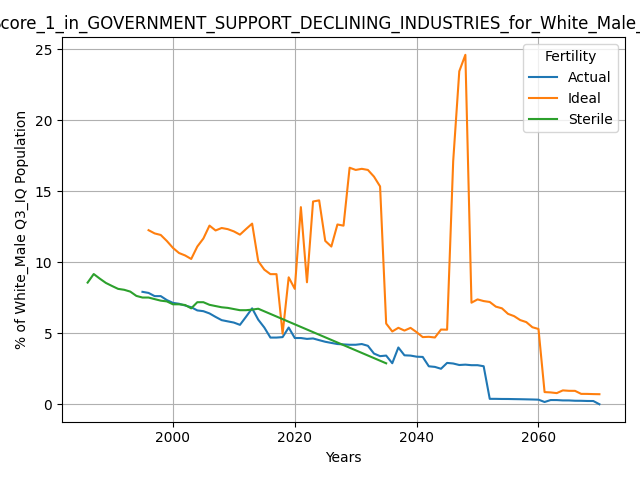 core_1_in_GOVERNMENT_SUPPORT_DECLINING_INDUSTRIES_for_White_Male_
Fertility
Actual
Ideal
Sterile
% of White_Male Q3_IQ Population
25
20
15
10
5
0
2000
2020
2040
2060
Years